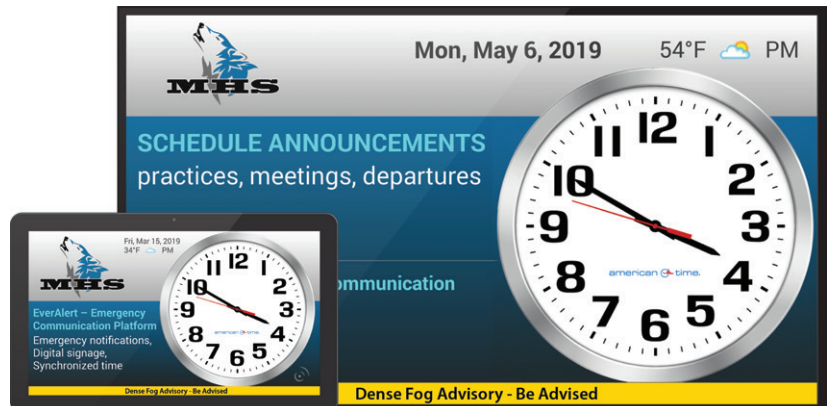 MHS
Mon, May 6, 2019 54°F PM
SCHEDULE ANNOUNCEMENTS
practices, meetings, departures
ommunication
12
1
2
3
4
5
6
7
8
9
10
11
american time.
Dense Fog Advisory - Be Advised
MHS
Fri, Mar 15, 2019
34°F PM
EverAlert – Emergency
Communication Platform
Emergency notifications,
Digital signage,
Synchronized time
12
1
2
3
4
5
6
7
8
9
10
11
american time.
Dense Fog Advisory - Be Advised